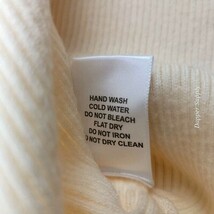 HAND WASH
COLD WATER
DO NOT BLEACH
FLAT DRY
DO NOT IRON
DO NOT DRY CLEAN